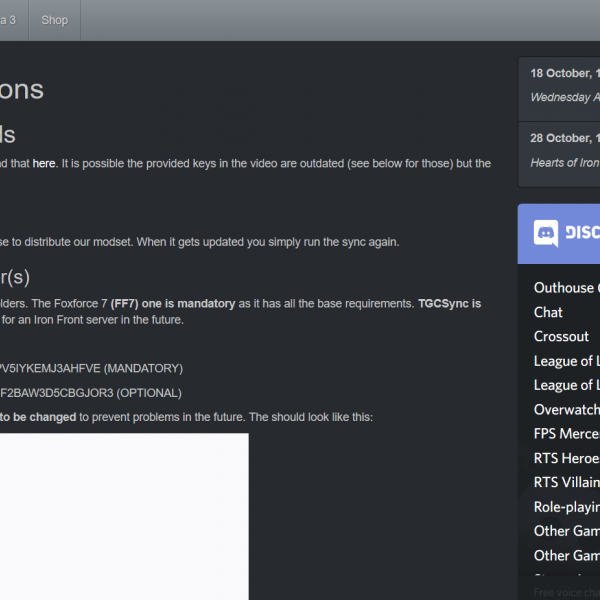 a 3 Shop
ons
ls
d that here. It is possible the provided keys in the video are outdated (see below for those) but the
se to distribute our modset. When it gets updated you simply run the sync again.
r(s)
lders. The Foxforce 7 (FF7) one is mandatory as it has all the base requirements. TGCSync is
for an Iron Front server in the future.
PV5IYKEMJ3AHFVE (MANDATORY)
F2BAW3D5CBGJOR3 (OPTIONAL)
to be changed to prevent problems in the future. The should look like this:
18 October, 1
Wednesday A
28 October, 1
Hearts of Iron
DISC
Outhouse
Chat
Crossout
League of L
League of L
Overwatch
FPS Merce
RTS Heroe
RTS Villain
Role-playin
Other Gam
Other Gam
Free voice cha